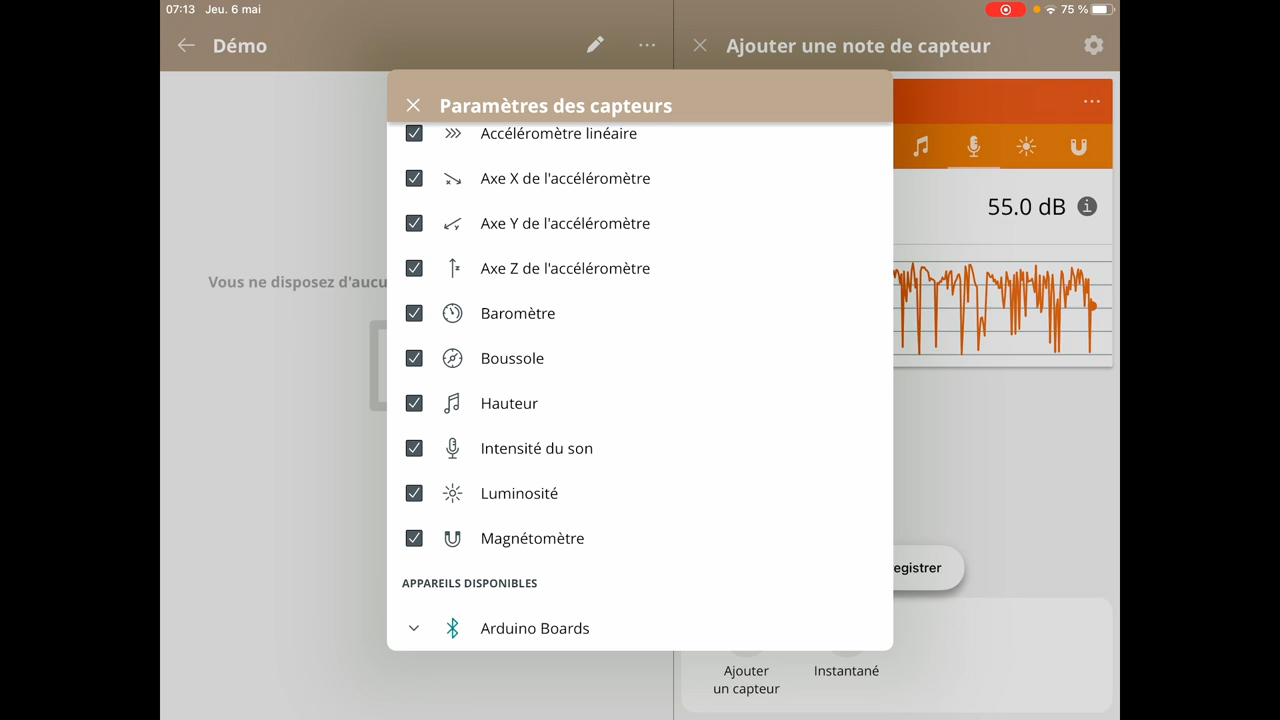 07:13 Jeu. 6 mai
75 %
Démo
Ajouter une note de capteur
Paramètres des capteurs
Accéléromètre linéaire
Axe X de l'accéléromètre
Axe Y de l'accéléromètre
Axe Z de l'accéléromètre
Baromètre
Boussole
Hauteur
Intensité du son
Luminosité
Magnétomètre
APPAREILS DISPONIBLES
Arduino Boards
Vous ne disposez d'aucu
55.0 dB
egistrer
Ajouter
un capteur
Instantané